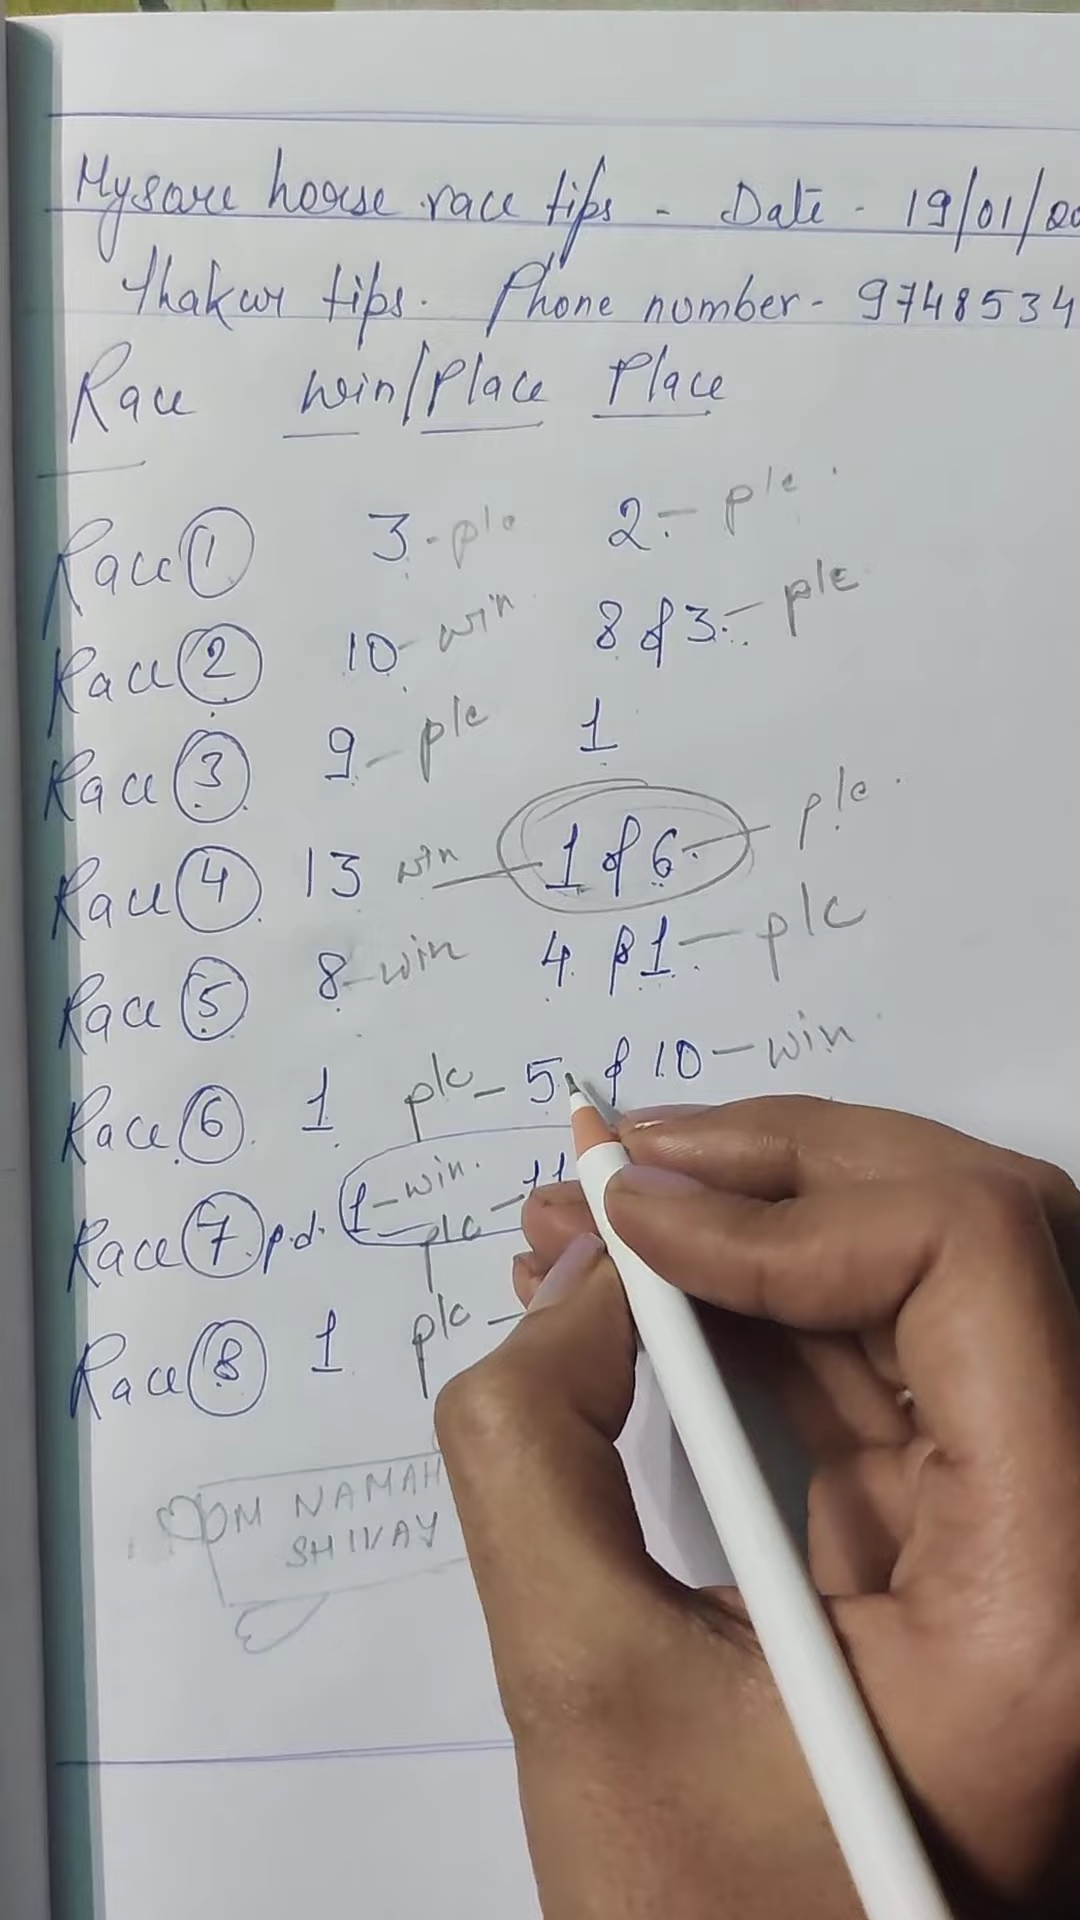 Mysare horse race tips - Date - 19/01/20
Thakur tips. Phone number - 9748534
Race Win/Place Place
Race 1 3 - plc 2 - plc
Race 2 10 - win 8 & 3 - plc
Race 3 9 - plc 1
Race 4 13 win 1 & 6 - plc
Race 5 8 - win 4 & 1 - plc
Race 6 1 plc - 5 & 10 - win
Race 7 p.d. 1 - win. - 11
plc
Race 8 1 plc -
OM NAMAH
SHIVAY